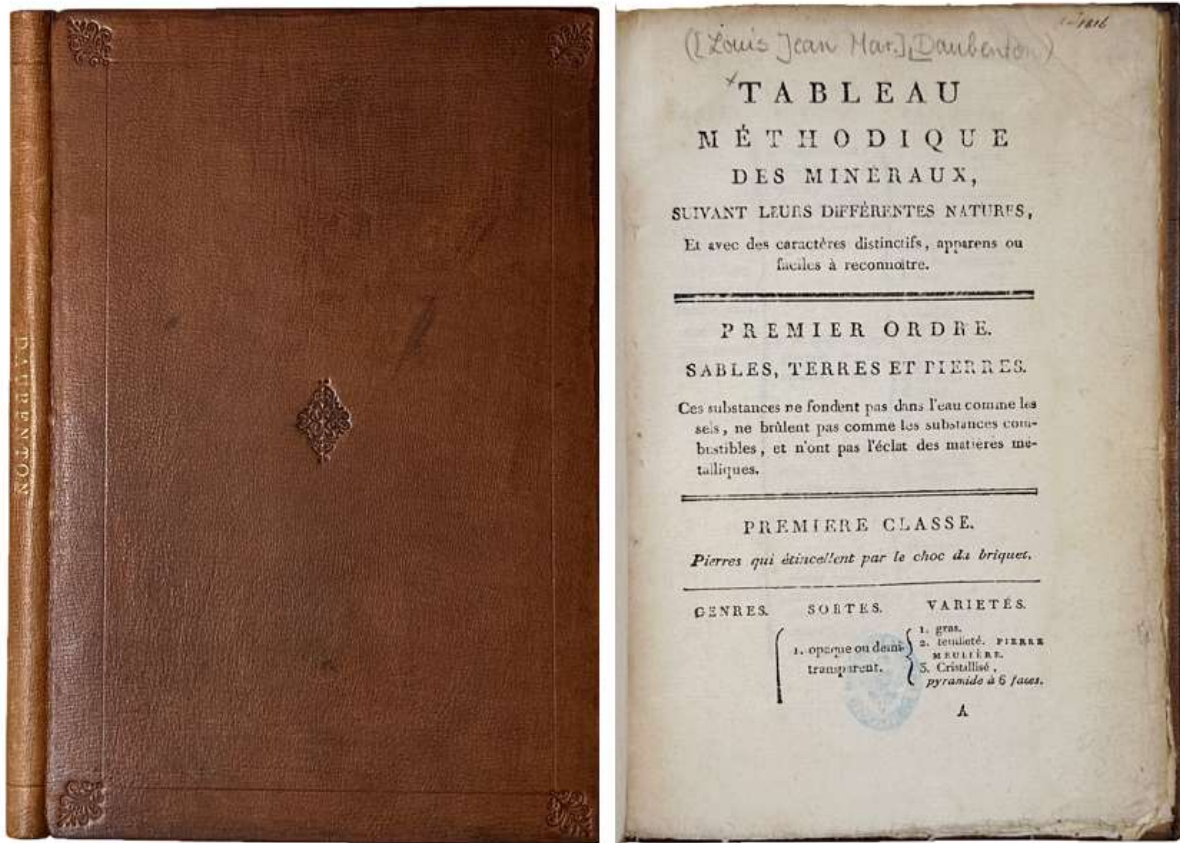 DAUBENTON
1816
([Louis Jean Mar.] Daubenton)
TABLEAU
MÉTHODIQUE
DES MINÉRAUX,
SUIVANT LEURS DIFFÉRENTES NATURES,
Et avec des caractères distinctifs, apparens ou
faciles à reconnoître.
PREMIER ORDRE.
SABLES, TERRES ET PIERRES.
Ces substances ne fondent pas dans l'eau comme les
sels, ne brûlent pas comme les substances com-
bustibles, et n'ont pas l'éclat des matières mé-
talliques.
PREMIERE CLASSE.
Pierres qui étincellent par le choc du briquet.
GENRES. SORTES. VARIETÉS.
1. gras.
1. opaque ou demi- 2. feuilleté. PIERRE
MEULIÈRE.
transparent. 3. Cristallisé,
pyramide à 6 faces.
A